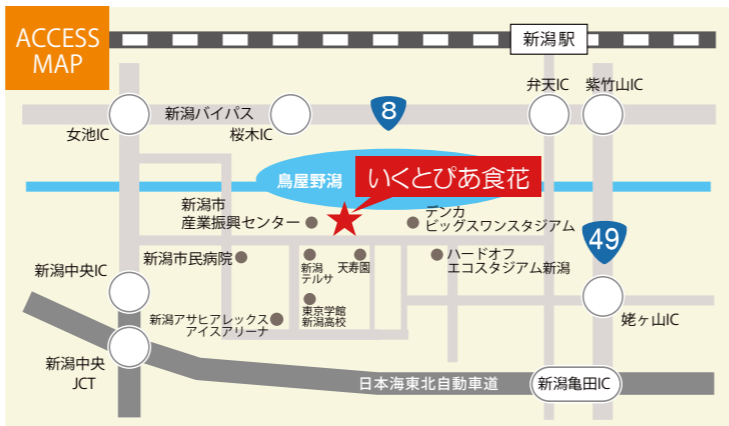 ACCESS
MAP
新潟駅
弁天IC
紫竹山IC
新潟バイパス
8
女池IC
桜木IC
鳥屋野潟
いくとぴあ食花
新潟市
産業振興センター
デンカ
ビッグスワンスタジアム
49
新潟市民病院
新潟
テルサ
天寿園
ハードオフ
エコスタジアム新潟
新潟中央IC
東京学館
新潟高校
新潟アサヒアレックス
アイスアリーナ
姥ヶ山IC
新潟中央
JCT
日本海東北自動車道
新潟亀田IC